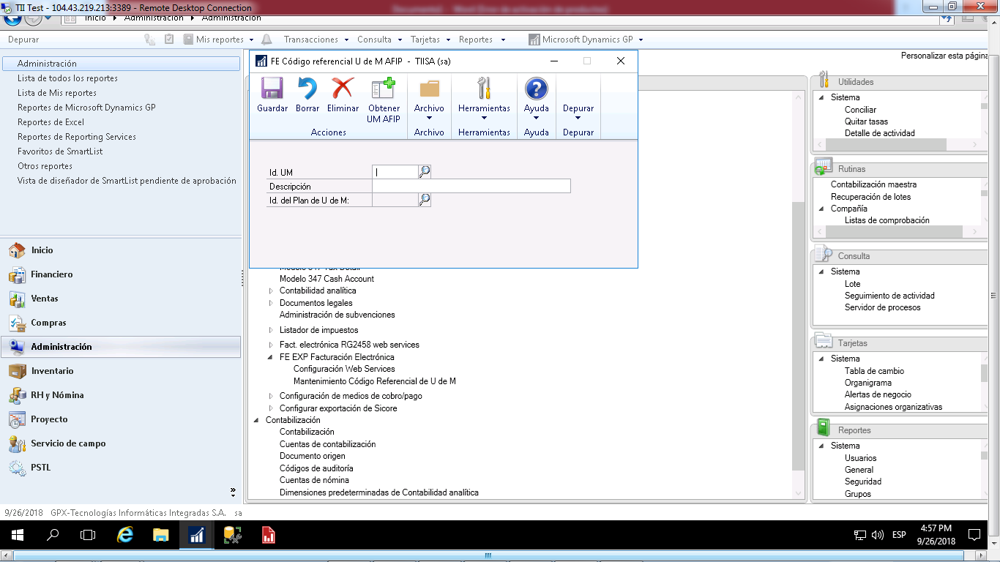 TII Test - 104.43.219.213:3389 - Remote Desktop Connection
Inicio Administración Administración
Depurar Mis reportes Transacciones Consulta Tarjetas Reportes Microsoft Dynamics GP
Personalizar esta página
Administración
Lista de todos los reportes
Lista de Mis reportes
Reportes de Microsoft Dynamics GP
Reportes de Excel
Reportes de Reporting Services
Favoritos de SmartList
Otros reportes
Vista de diseñador de SmartList pendiente de aprobación
Inicio
Financiero
Ventas
Compras
Administración
Inventario
RH y Nómina
Proyecto
Servicio de campo
PSTL
FE Código referencial U de M AFIP - TIISA (sa)
Guardar Borrar Eliminar Obtener UM AFIP Archivo Herramientas Ayuda Depurar
Acciones Archivo Herramientas Ayuda Depurar
Id. UM
Descripción
Id. del Plan de U de M:
Modelo 347 Tax Detail
Modelo 347 Cash Account
Contabilidad analítica
Documentos legales
Administración de subvenciones
Listador de impuestos
Fact. electrónica RG2458 web services
FE EXP Facturación Electrónica
Configuración Web Services
Mantenimiento Código Referencial de U de M
Configuración de medios de cobro/pago
Configurar exportación de Sicore
Contabilización
Contabilización
Cuentas de contabilización
Documento origen
Códigos de auditoría
Cuentas de nómina
Dimensiones predeterminadas de Contabilidad analítica
Utilidades
Sistema
Conciliar
Quitar tasas
Detalle de actividad
Rutinas
Contabilización maestra
Recuperación de lotes
Compañía
Listas de comprobación
Consulta
Sistema
Lote
Seguimiento de actividad
Servidor de procesos
Tarjetas
Sistema
Tabla de cambio
Organigrama
Alertas de negocio
Asignaciones organizativas
Reportes
Sistema
Usuarios
General
Seguridad
Grupos
9/26/2018 GPX-Tecnologías Informáticas Integradas S.A. sa
ESP
4:57 PM
9/26/2018